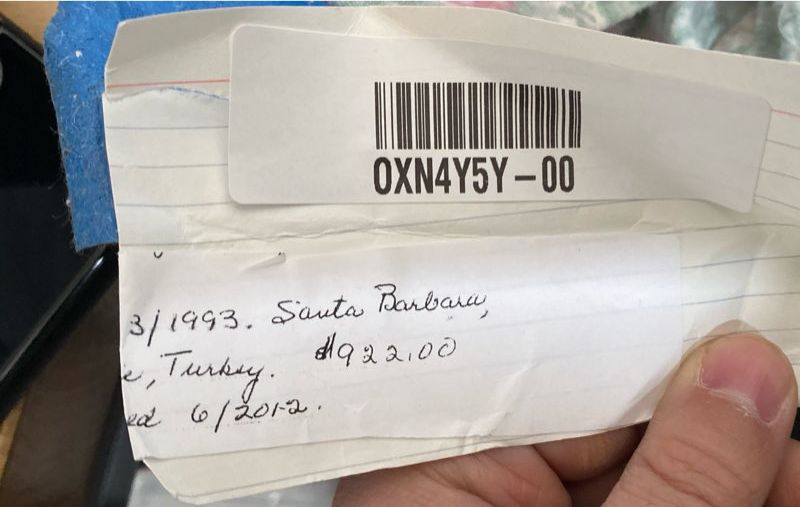 0XN4Y5Y-00
3/1993. Santa Barbara,
e, Turkey. $922.00
ed 6/2012.